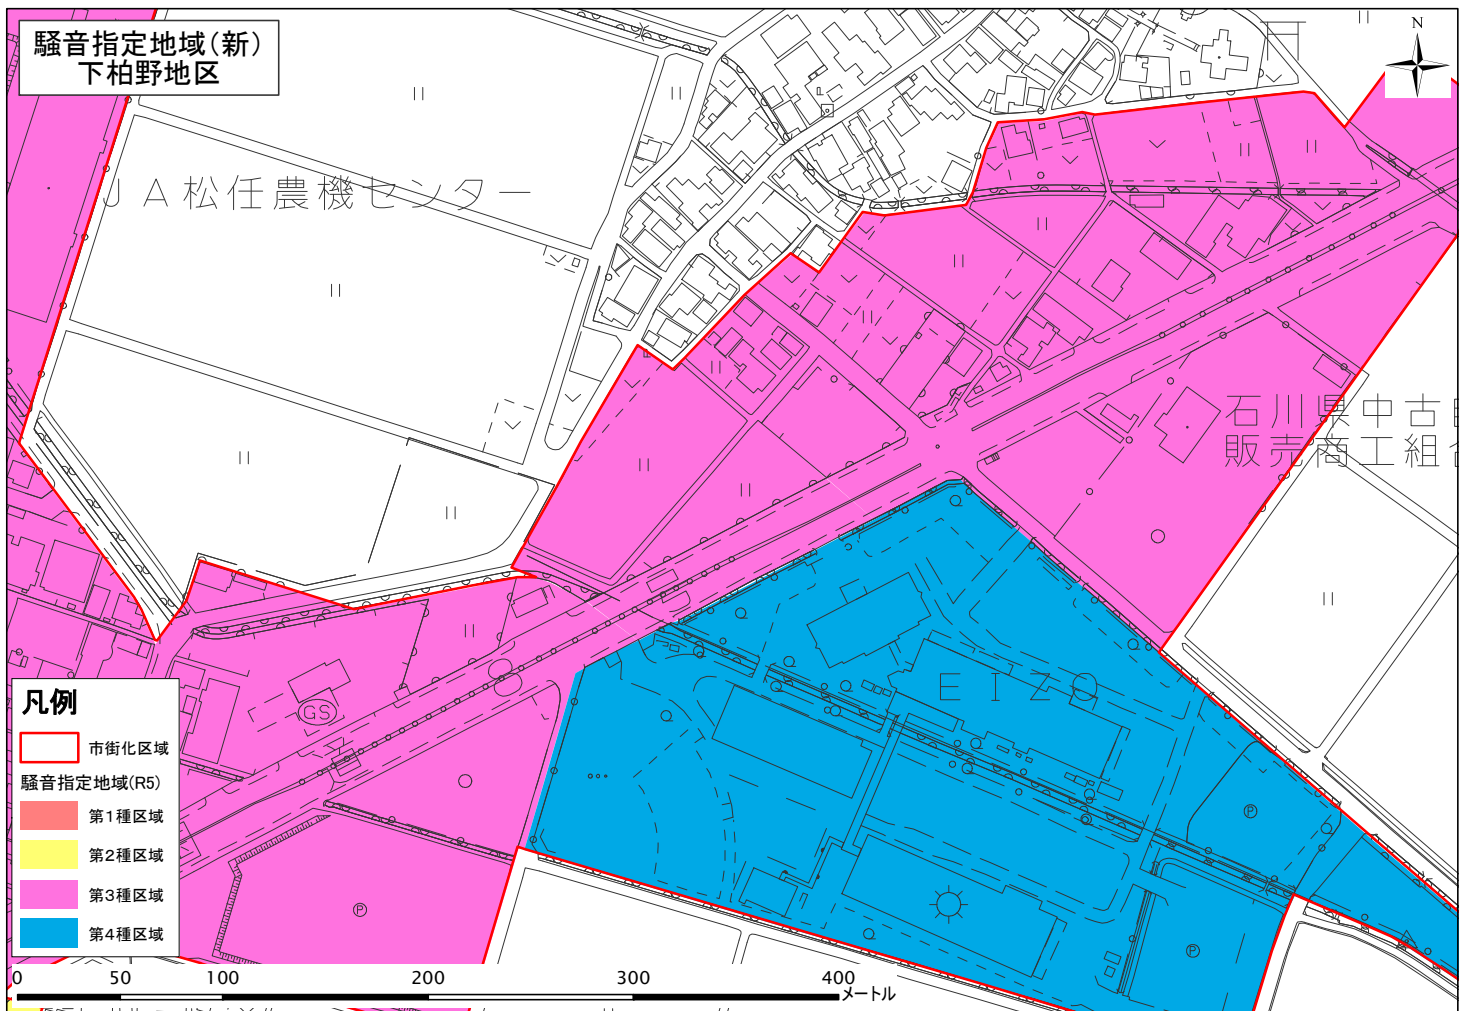 騒音指定地域（新）
下柏野地区
N
ＪＡ松任農機センター
石川県中古
販売商工組合
ＥＩＺＯ
GS
P
P
P
凡例
市街化区域
騒音指定地域(R5)
第1種区域
第2種区域
第3種区域
第4種区域
0 50 100 200 300 400
メートル